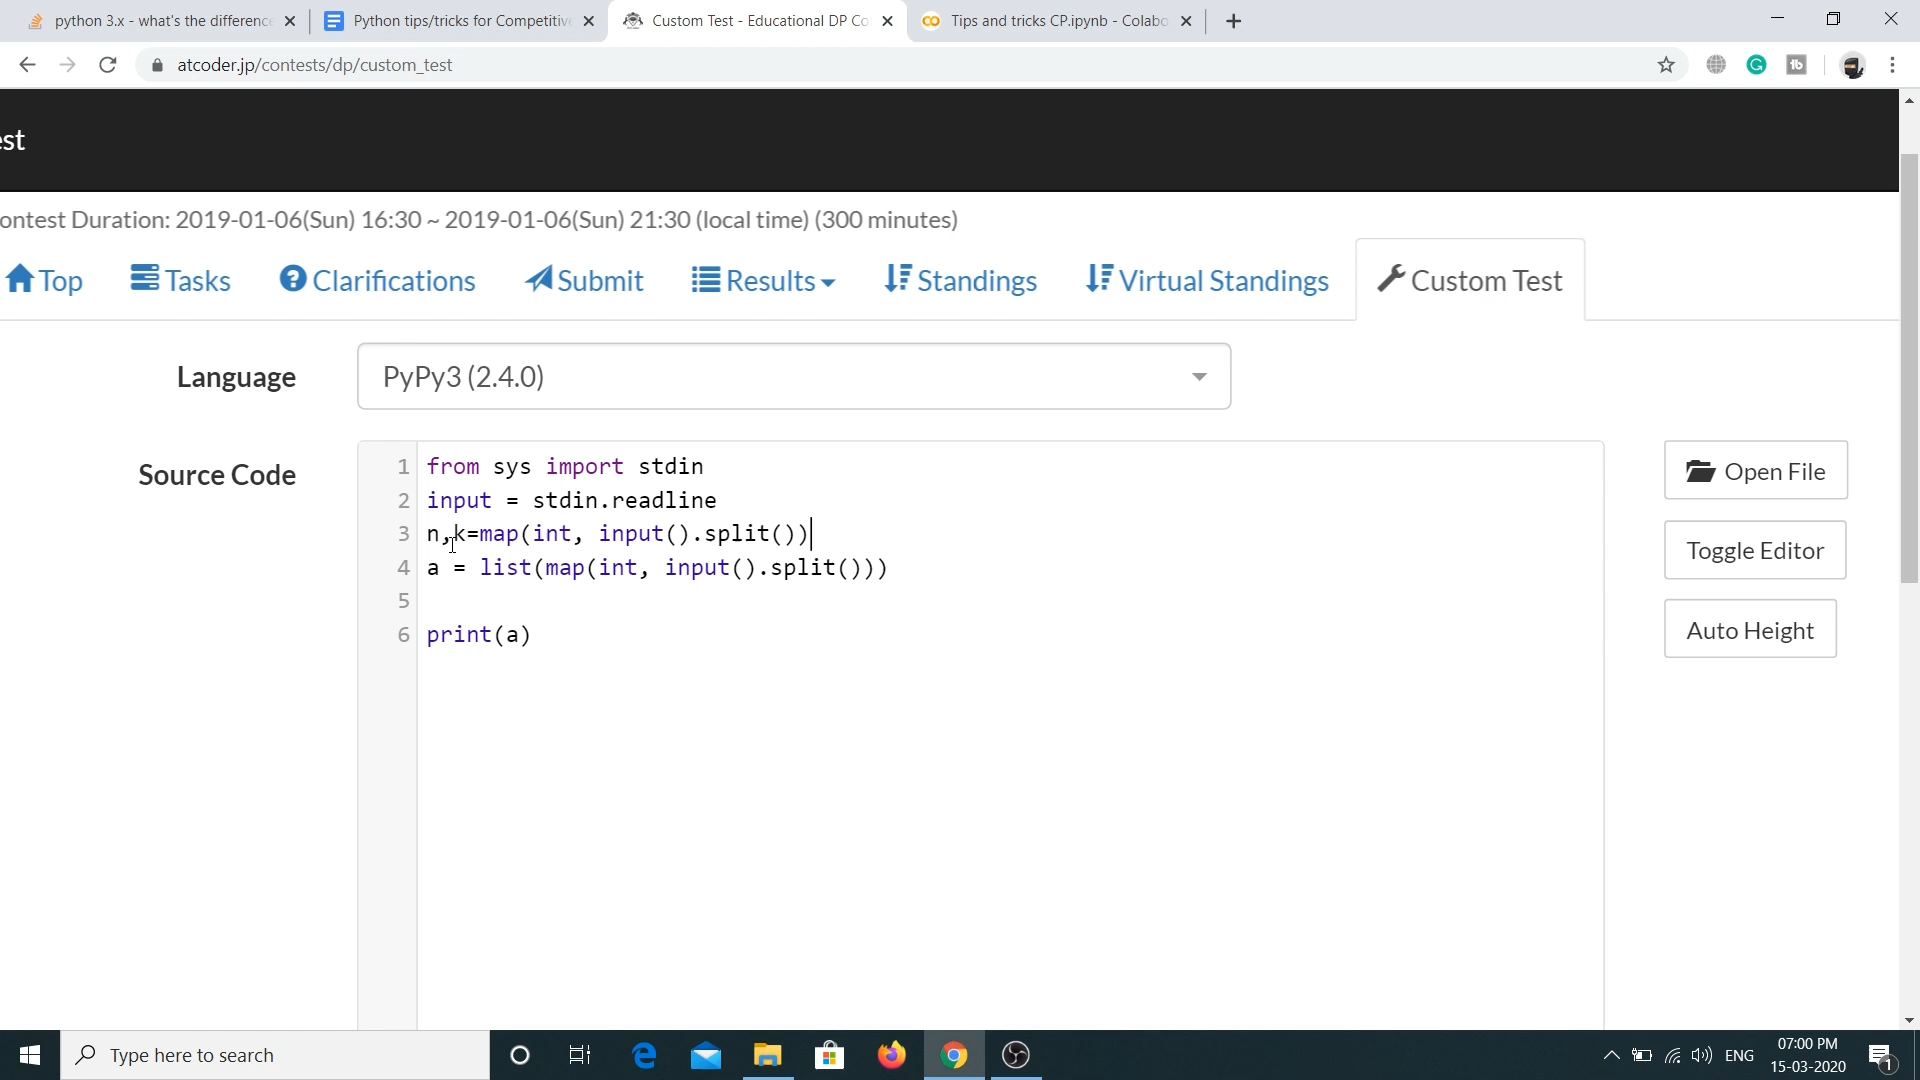 python 3.x - what's the difference
Python tips/tricks for Competitive
Custom Test - Educational DP Co
Tips and tricks CP.ipynb - Colabo
atcoder.jp/contests/dp/custom_test
est
ontest Duration: 2019-01-06(Sun) 16:30 ~ 2019-01-06(Sun) 21:30 (local time) (300 minutes)
Top
Tasks
Clarifications
Submit
Results
Standings
Virtual Standings
Custom Test
Language
PyPy3 (2.4.0)
Source Code
1 from sys import stdin
2 input = stdin.readline
3 n,k=map(int, input().split())
4 a = list(map(int, input().split()))
5
6 print(a)
Open File
Toggle Editor
Auto Height
Type here to search
ENG
07:00 PM
15-03-2020
1